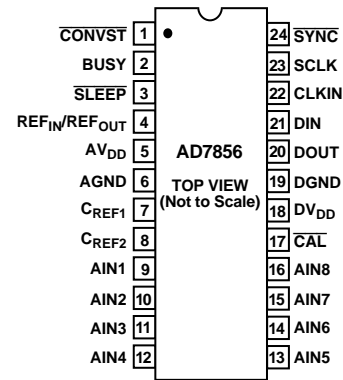 CONVST 1
BUSY 2
SLEEP 3
REFIN/REFOUT 4
AVDD 5
AGND 6
CREF1 7
CREF2 8
AIN1 9
AIN2 10
AIN3 11
AIN4 12
AD7856
TOP VIEW
(Not to Scale)
24 SYNC
23 SCLK
22 CLKIN
21 DIN
20 DOUT
19 DGND
18 DVDD
17 CAL
16 AIN8
15 AIN7
14 AIN6
13 AIN5